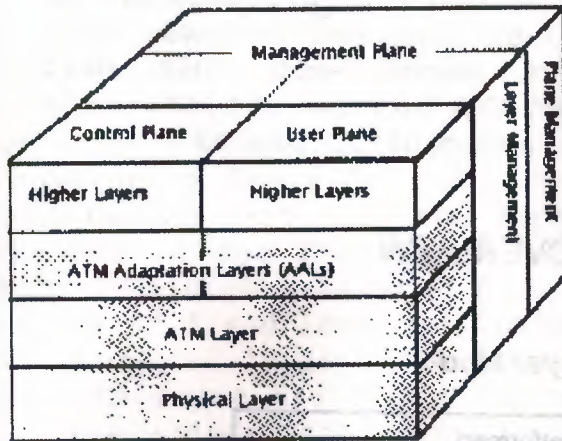 Management Plane
Control Plane
User Plane
Higher Layers
Higher Layers
ATM Adaptation Layers (AALs)
ATM Layer
Physical Layer
Layer Management
Plane Management